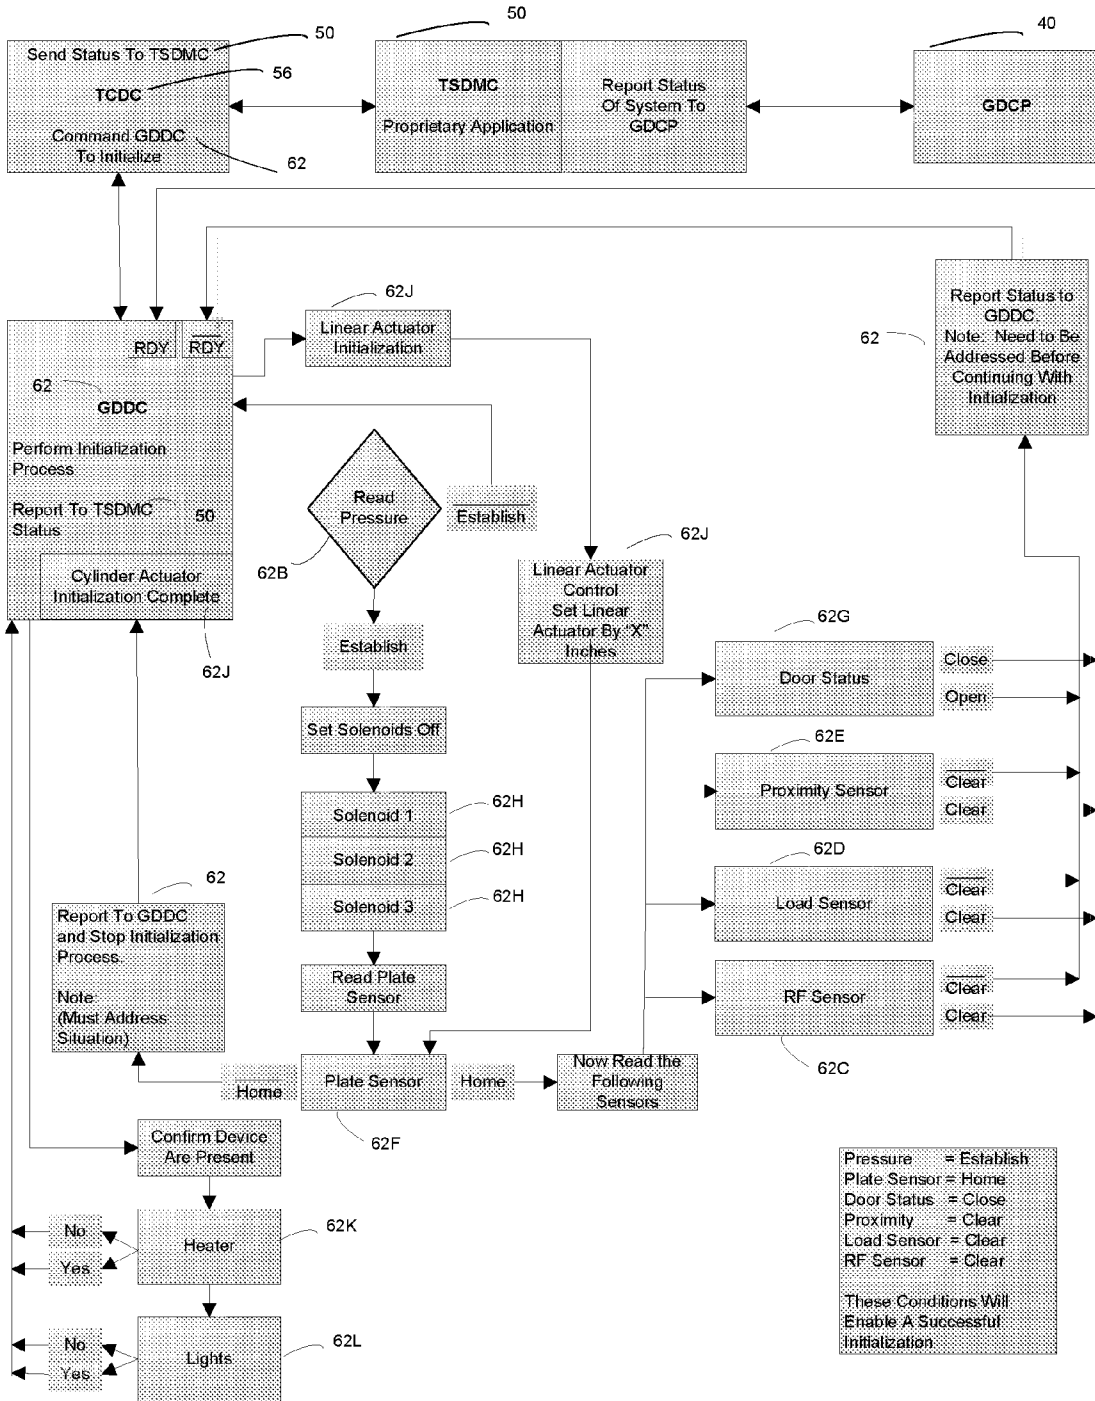 50
50
40
Send Status To TSDMC
TCDC
56
Command GDDC
To Initialize
62
TSDMC
Proprietary Application
Report Status
Of System To
GDCP
GDCP
RDY
RDY
62
GDDC
Perform Initialization
Process
Report To TSDMC
Status
50
Cylinder Actuator
Initialization Complete
62J
62J
Linear Actuator
Initialization
Read
Pressure
62B
Establish
Establish
62J
Linear Actuator
Control
Set Linear
Actuator By "X"
Inches
Report Status to
GDDC.
Note: Need to Be
Addressed Before
Continuing With
Initialization
62
Set Solenoids Off
Solenoid 1
62H
Solenoid 2
62H
Solenoid 3
62H
Read Plate
Sensor
62G
Door Status
Close
Open
62E
Proximity Sensor
Clear
Clear
62D
Load Sensor
Clear
Clear
RF Sensor
62C
Clear
Clear
62
Report To GDDC
and Stop Initialization
Process.
Note:
(Must Address
Situation)
Home
Plate Sensor
62F
Home
Now Read the
Following
Sensors
Confirm Device
Are Present
No
Yes
Heater
62K
No
Yes
Lights
62L
Pressure = Establish
Plate Sensor = Home
Door Status = Close
Proximity = Clear
Load Sensor = Clear
RF Sensor = Clear
These Conditions Will
Enable A Successful
Initialization